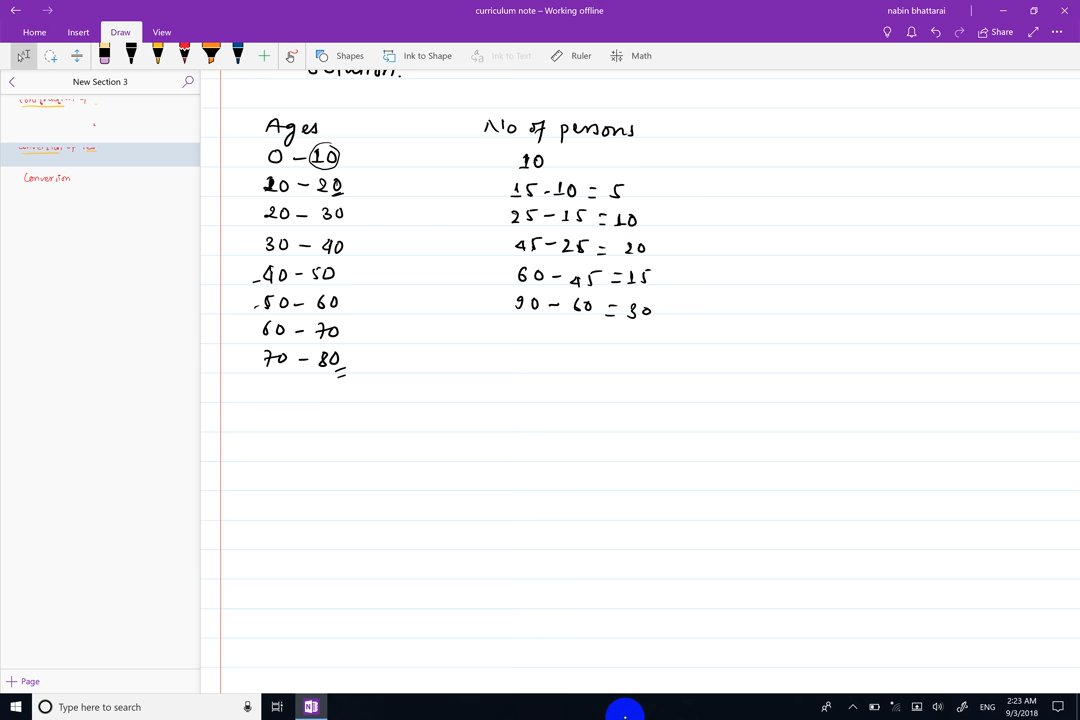 curriculum note – Working offline
nabin bhattarai
Home Insert Draw View
Share
Shapes Ink to Shape Ink to Text Ruler Math
New Section 3
Conversion
Solution:
Ages No of persons
0 – 10 10
10 – 20 15 - 10 = 5
20 – 30 25 – 15 = 10
30 – 40 45 – 25 = 20
40 – 50 60 – 45 = 15
50 – 60 90 – 60 = 30
60 – 70
70 – 80
Page
Type here to search
ENG
2:23 AM
9/3/2018